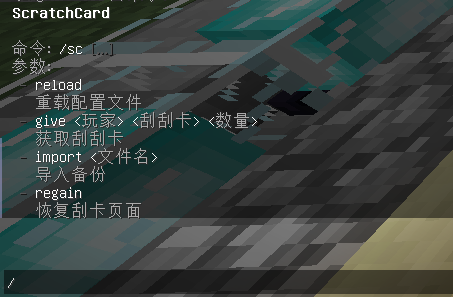 ScratchCard
命令: /sc [...]
参数:
- reload
重载配置文件
- give <玩家> <刮刮卡> <数量>
获取刮刮卡
- import <文件名>
导入备份
- regain
恢复刮卡页面
/